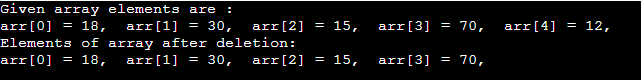 Given array elements are :
arr[0] = 18,  arr[1] = 30,  arr[2] = 15,  arr[3] = 70,  arr[4] = 12,
Elements of array after deletion:
arr[0] = 18,  arr[1] = 30,  arr[2] = 15,  arr[3] = 70,